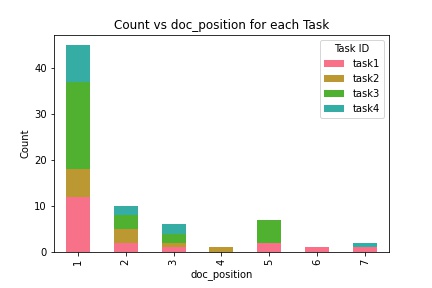 Count vs doc_position for each Task
Task ID
task1
task2
task3
task4
Count
40
30
20
10
0
1 2 3 4 5 6 7
doc_position